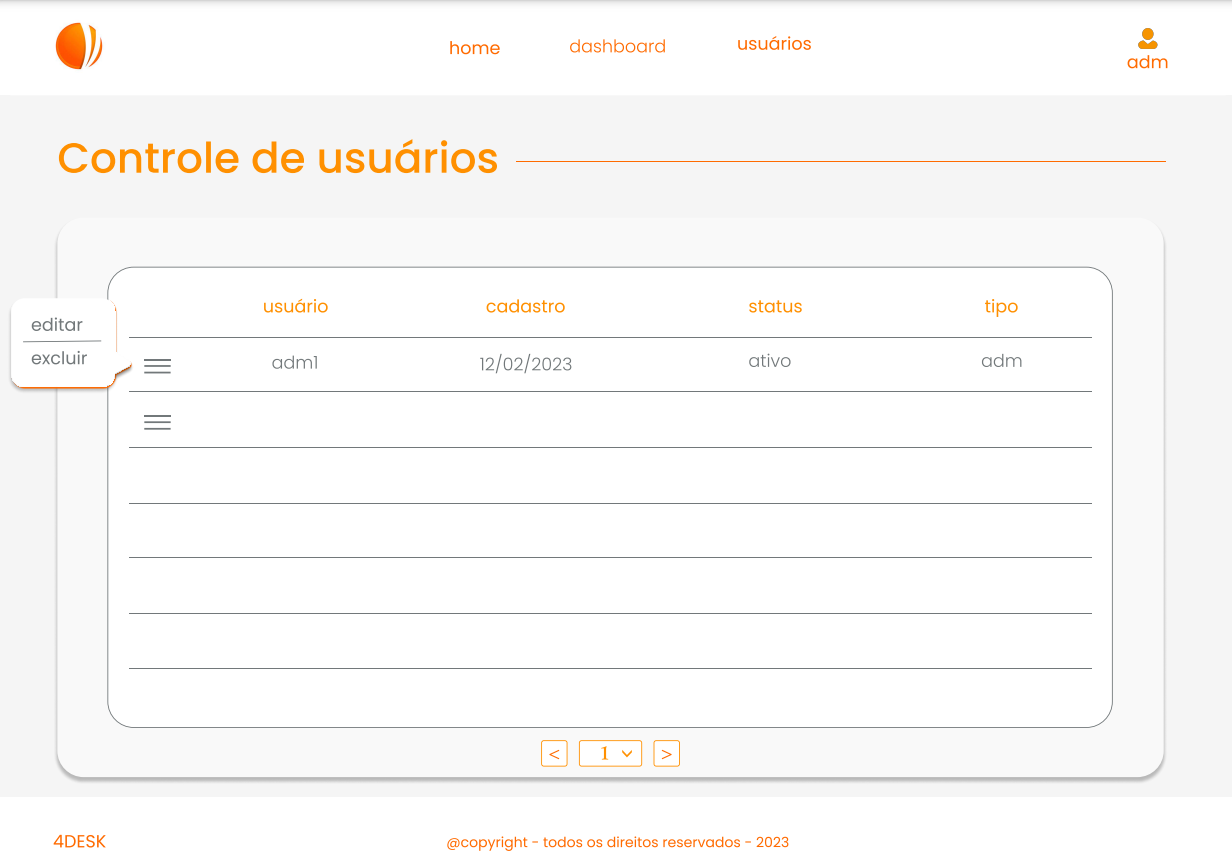 home dashboard usuários
adm
Controle de usuários
usuário cadastro status tipo
editar
excluir
adm1 12/02/2023 ativo adm
< 1 >
4DESK @copyright - todos os direitos reservados - 2023